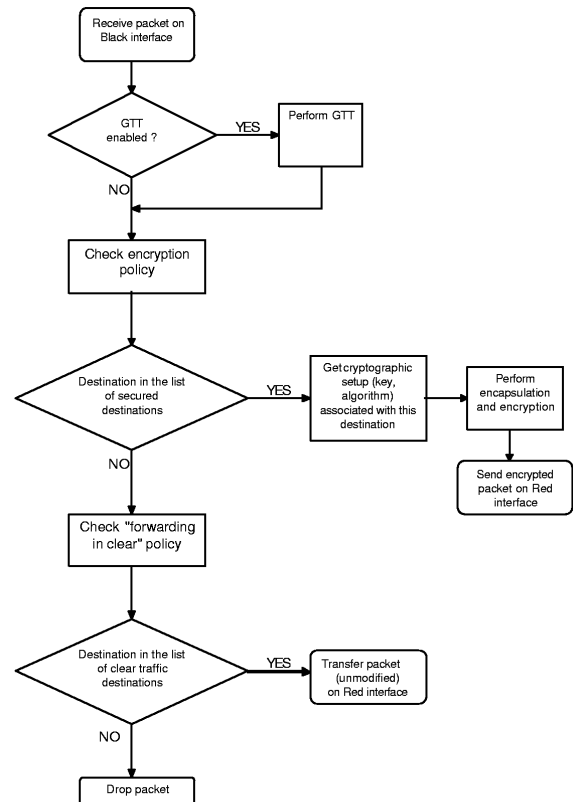 Receive packet on
Black interface
GTT
enabled ?
YES
Perform GTT
NO
Check encryption
policy
Destination in the list
of secured
destinations
YES
Get cryptographic
setup (key,
algorithm)
associated with this
destination
Perform
encapsulation
and encryption
NO
Send encrypted
packet on Red
interface
Check "forwarding
in clear" policy
Destination in the list
of clear traffic
destinations
YES
Transfer packet
(unmodified)
on Red interface
NO
Drop packet